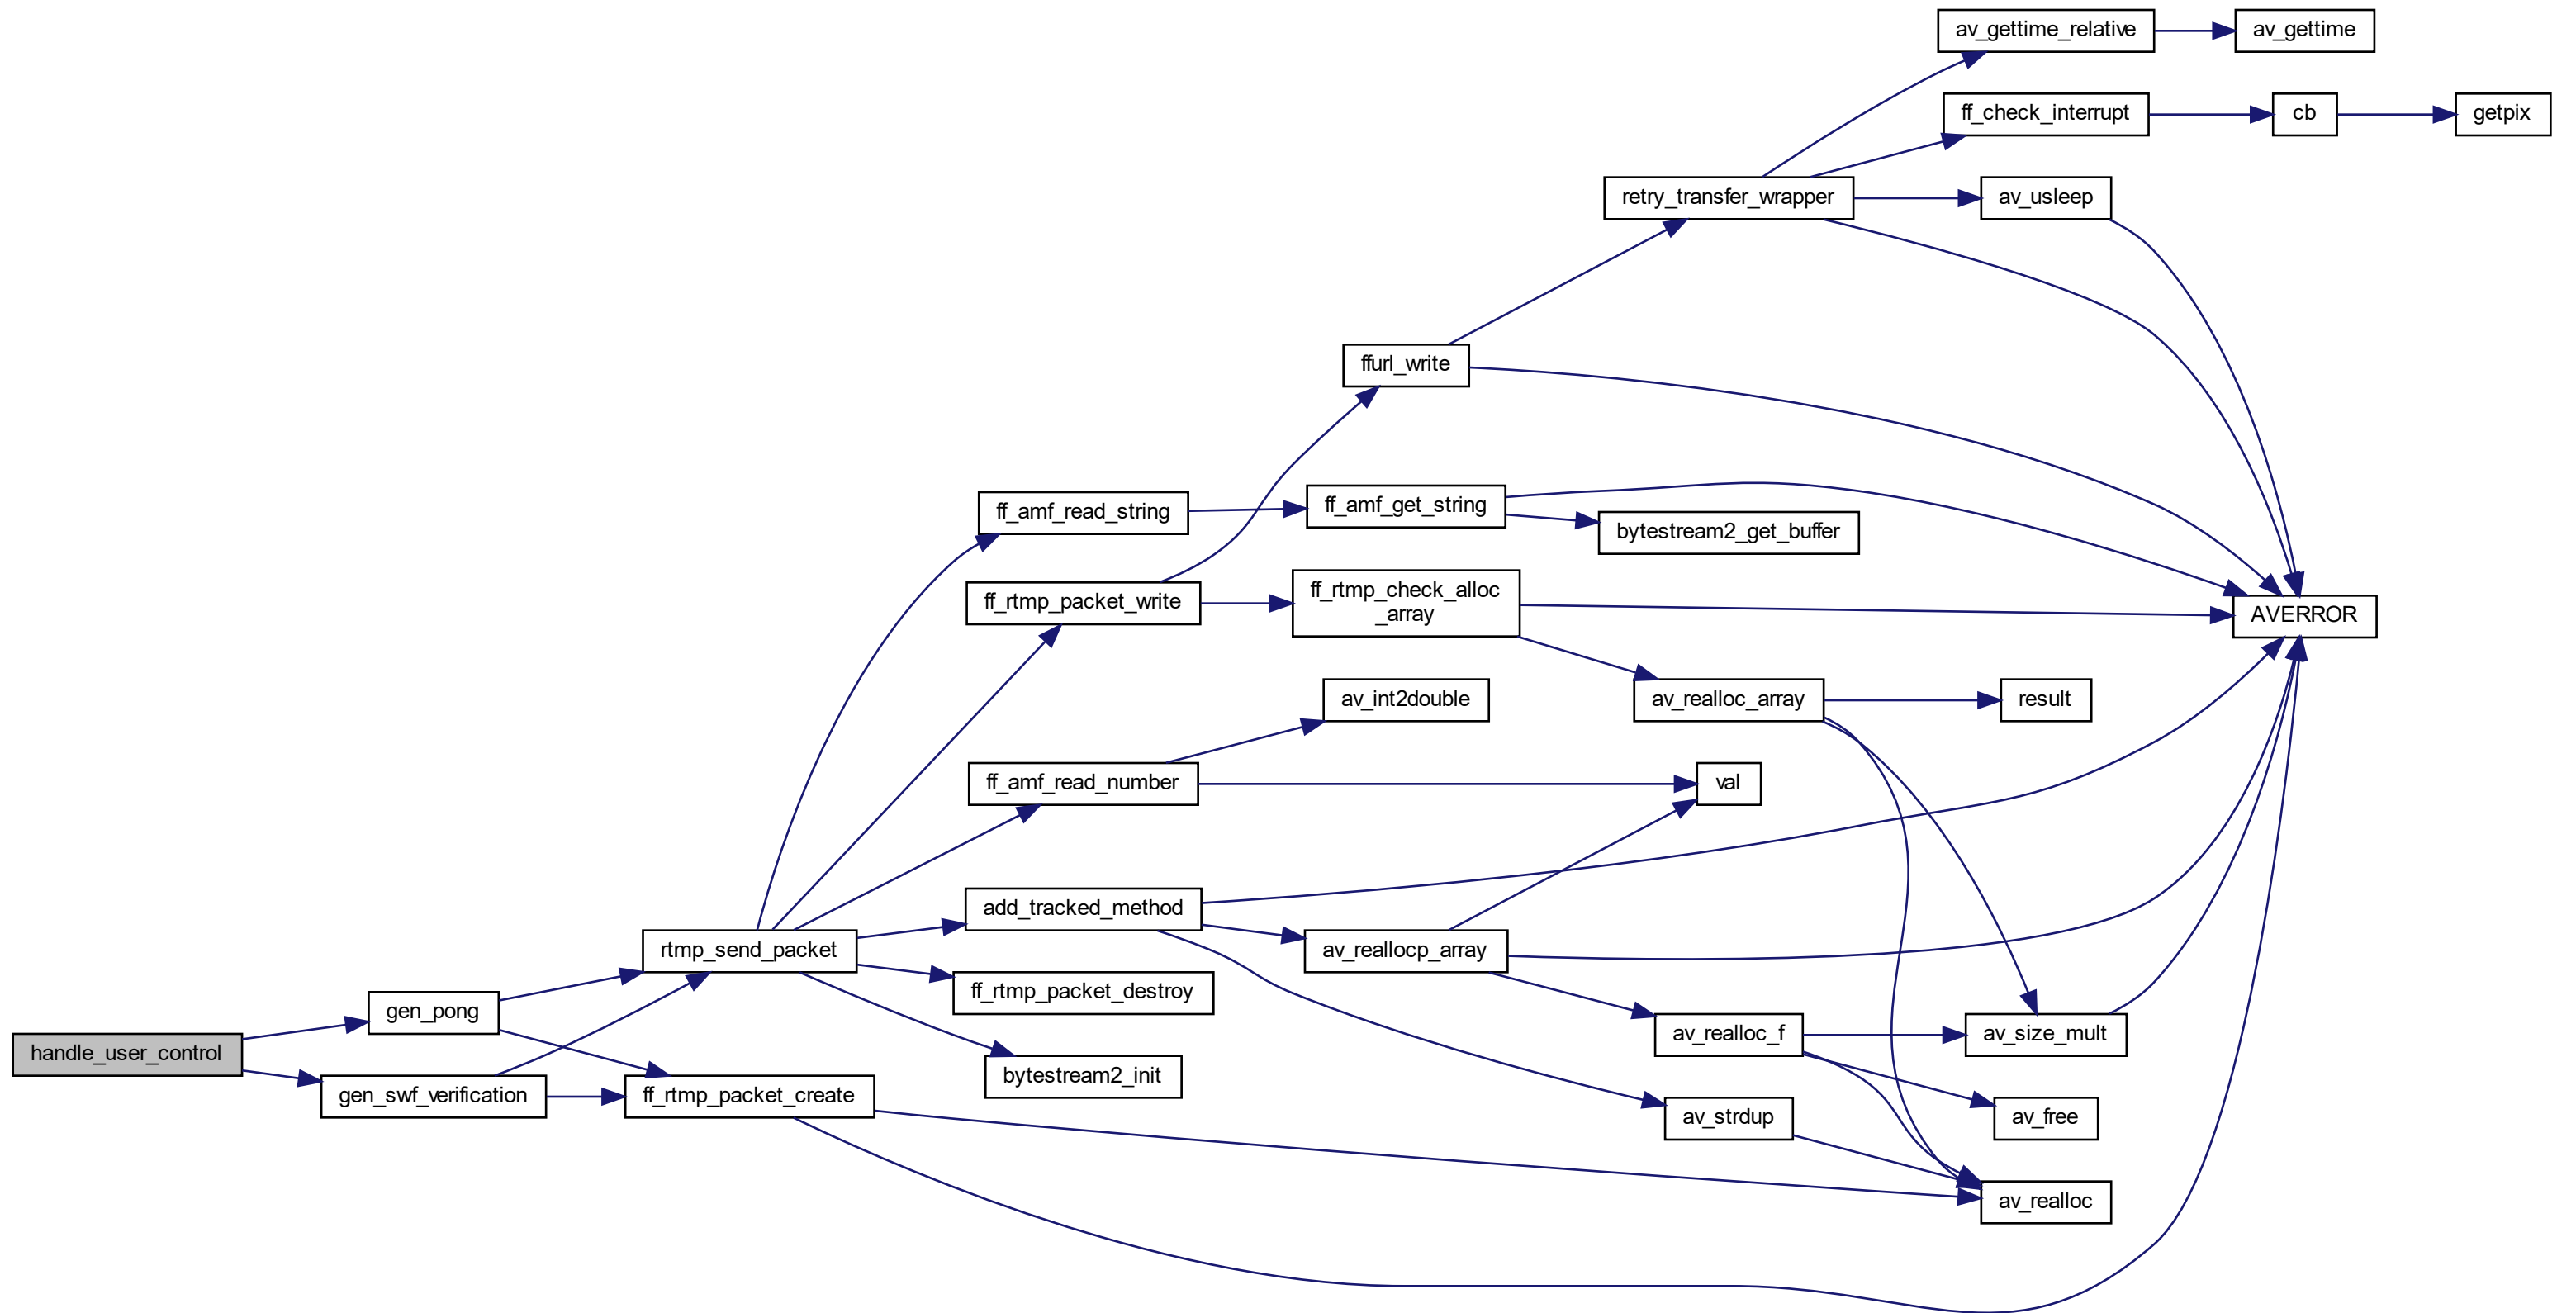 av_gettime_relative
av_gettime
ff_check_interrupt
cb
getpix
retry_transfer_wrapper
av_usleep
ffurl_write
ff_amf_read_string
ff_amf_get_string
bytestream2_get_buffer
ff_rtmp_packet_write
ff_rtmp_check_alloc
_array
AVERROR
av_int2double
av_realloc_array
result
ff_amf_read_number
val
add_tracked_method
rtmp_send_packet
av_reallocp_array
ff_rtmp_packet_destroy
gen_pong
handle_user_control
av_realloc_f
av_size_mult
bytestream2_init
gen_swf_verification
ff_rtmp_packet_create
av_strdup
av_free
av_realloc